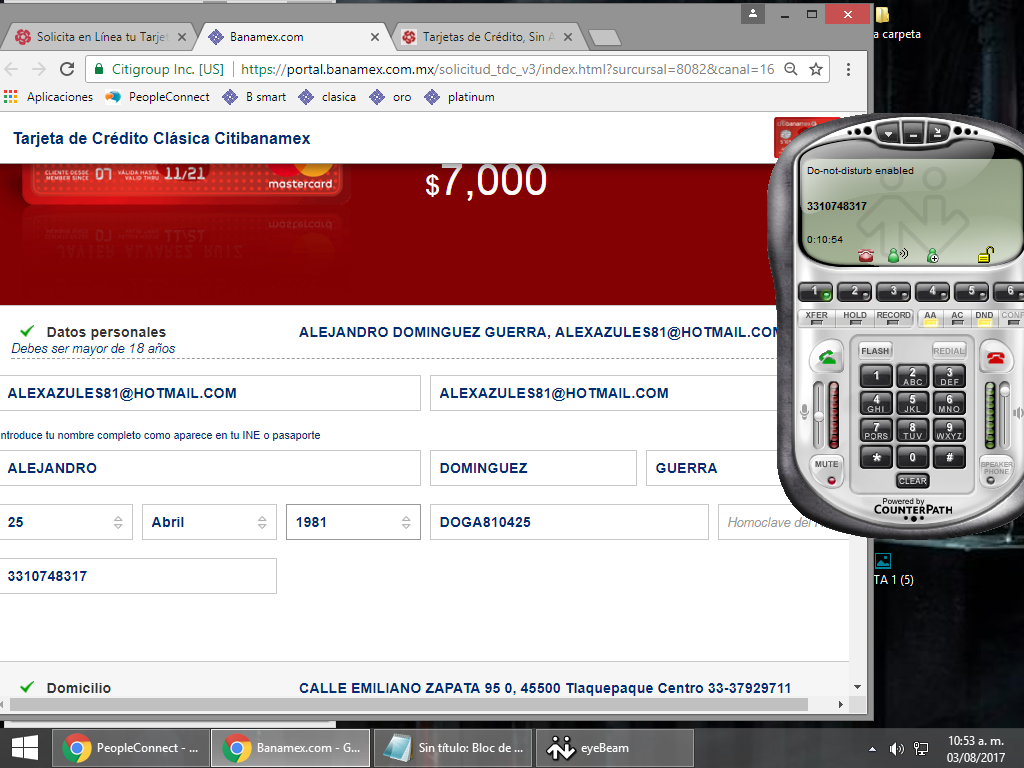 a carpeta
Solicita en Línea tu Tarjet
Banamex.com
Tarjetas de Crédito, Sin A
Citigroup Inc. [US]
https://portal.banamex.com.mx/solicitud_tdc_v3/index.html?surcursal=8082&canal=16
Aplicaciones
PeopleConnect
B smart
clasica
oro
platinum
Tarjeta de Crédito Clásica Citibanamex
CLIENTE DESDE
MEMBER SINCE
07
VÁLIDA HASTA
VALID THRU
11/21
mastercard
$7,000
Datos personales
Debes ser mayor de 18 años
ALEJANDRO DOMINGUEZ GUERRA, ALEXAZULES81@HOTMAIL.COM
ALEXAZULES81@HOTMAIL.COM
ALEXAZULES81@HOTMAIL.COM
ntroduce tu nombre completo como aparece en tu INE o pasaporte
ALEJANDRO
DOMINGUEZ
GUERRA
25
Abril
1981
DOGA810425
Homoclave del
3310748317
Domicilio
CALLE EMILIANO ZAPATA 95 0, 45500 Tlaquepaque Centro 33-37929711
Do-not-disturb enabled
3310748317
0:10:54
1
2
3
4
5
6
XFER
HOLD
RECORD
AA
AC
DND
CONF
FLASH
REDIAL
1
2 ABC
3 DEF
4 GHI
5 JKL
6 MNO
7 PQRS
8 TUV
9 WXYZ
*
0
#
MUTE
CLEAR
SPEAKER
PHONE
Powered by
COUNTERPATH
TA 1 (5)
PeopleConnect - ...
Banamex.com - G...
Sin título: Bloc de ...
eyeBeam
10:53 a. m.
03/08/2017